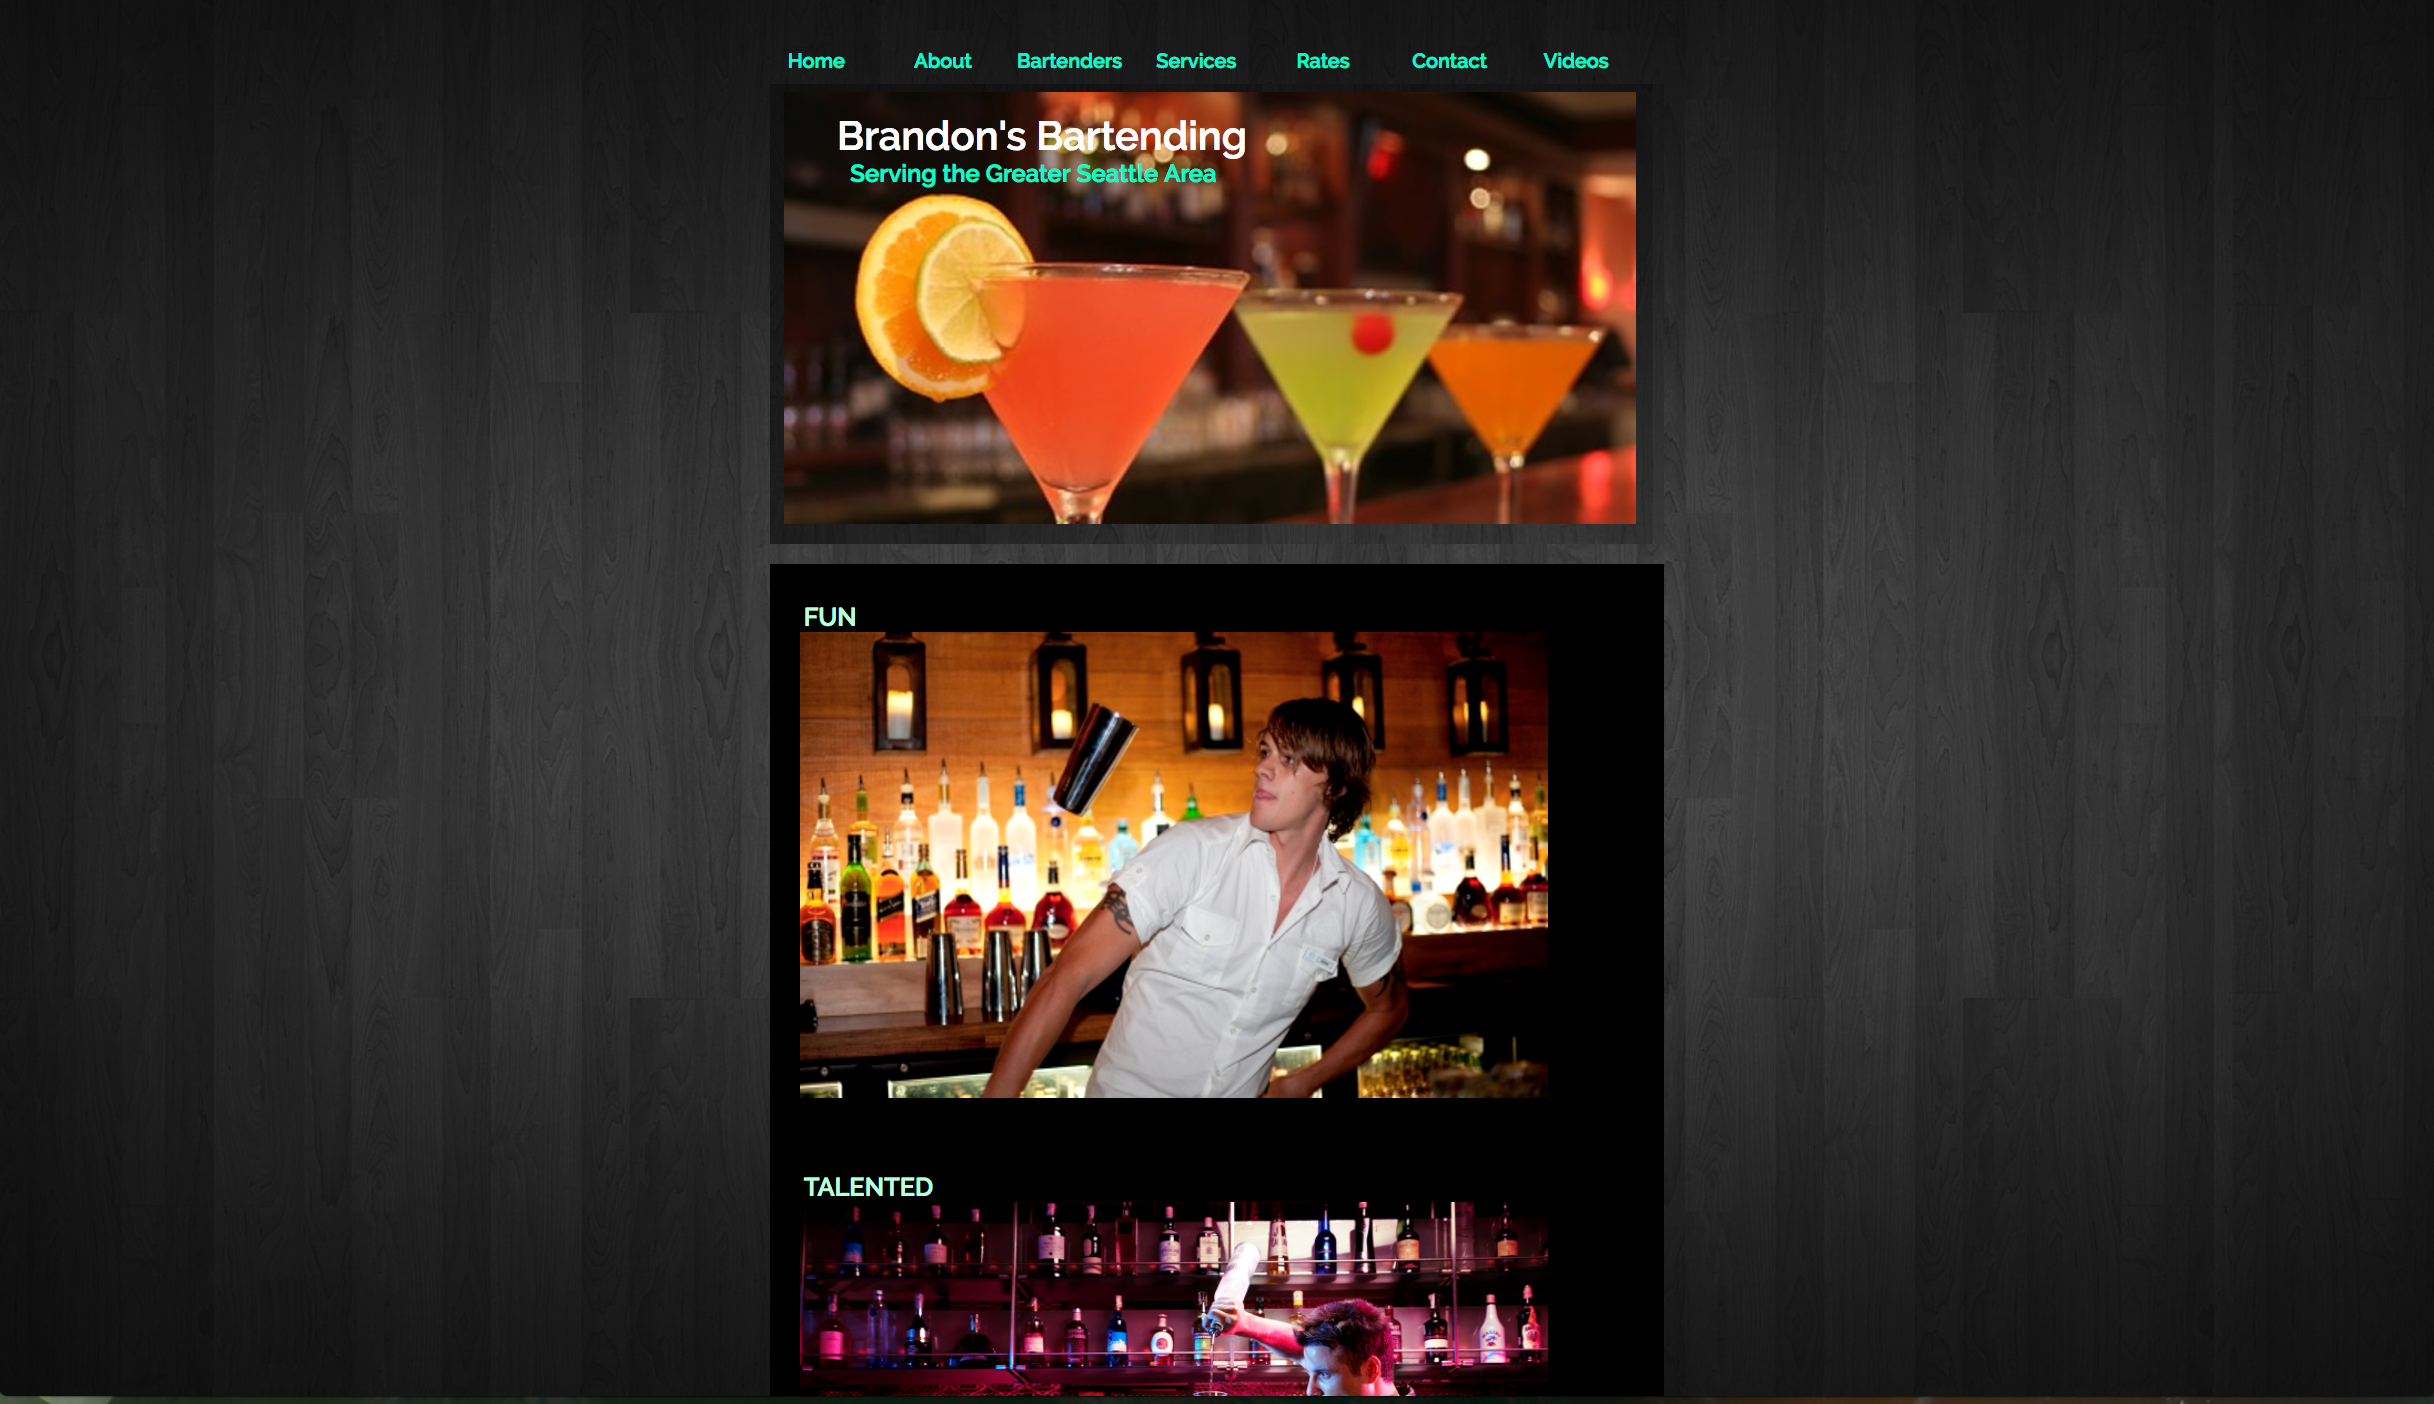 Home About Bartenders Services Rates Contact Videos
Brandon's Bartending
Serving the Greater Seattle Area
FUN
TALENTED